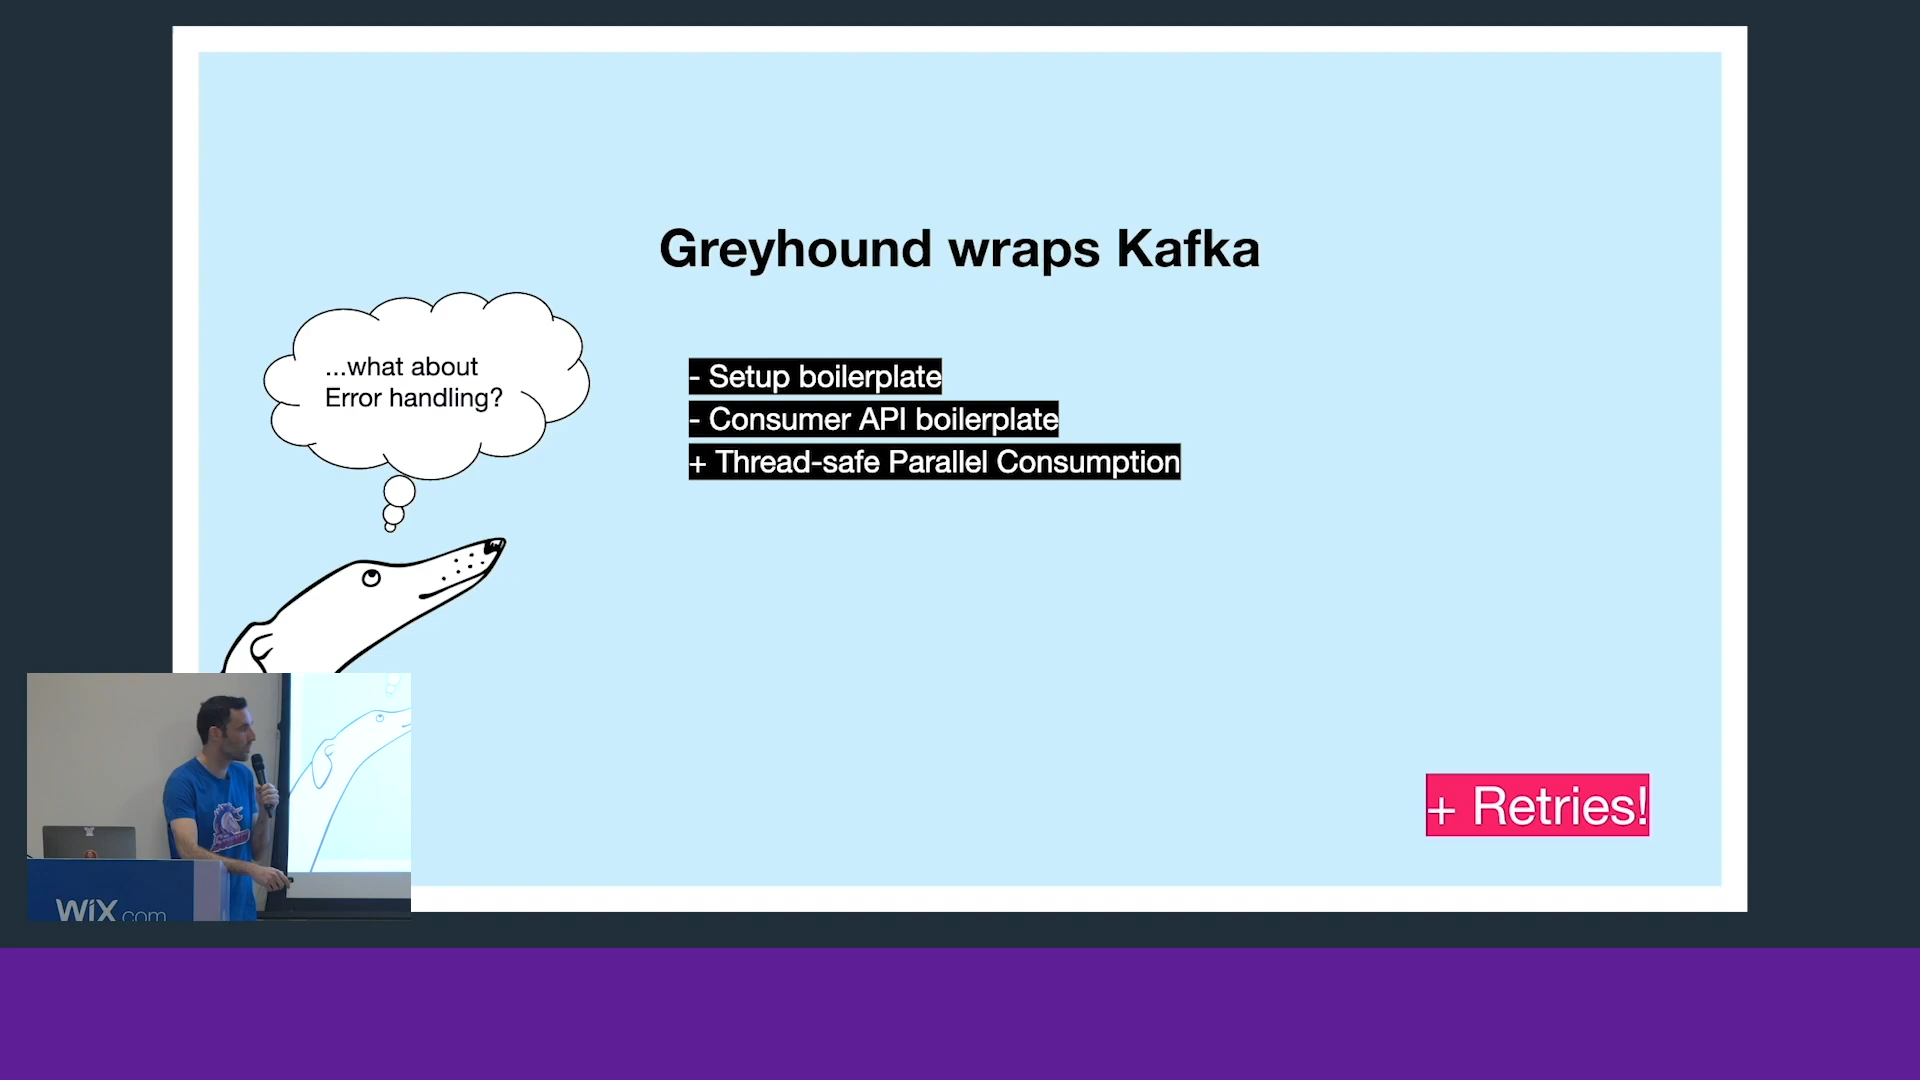 Greyhound wraps Kafka
...what about
Error handling?
- Setup boilerplate
- Consumer API boilerplate
+ Thread-safe Parallel Consumption
+ Retries!
WiX.com